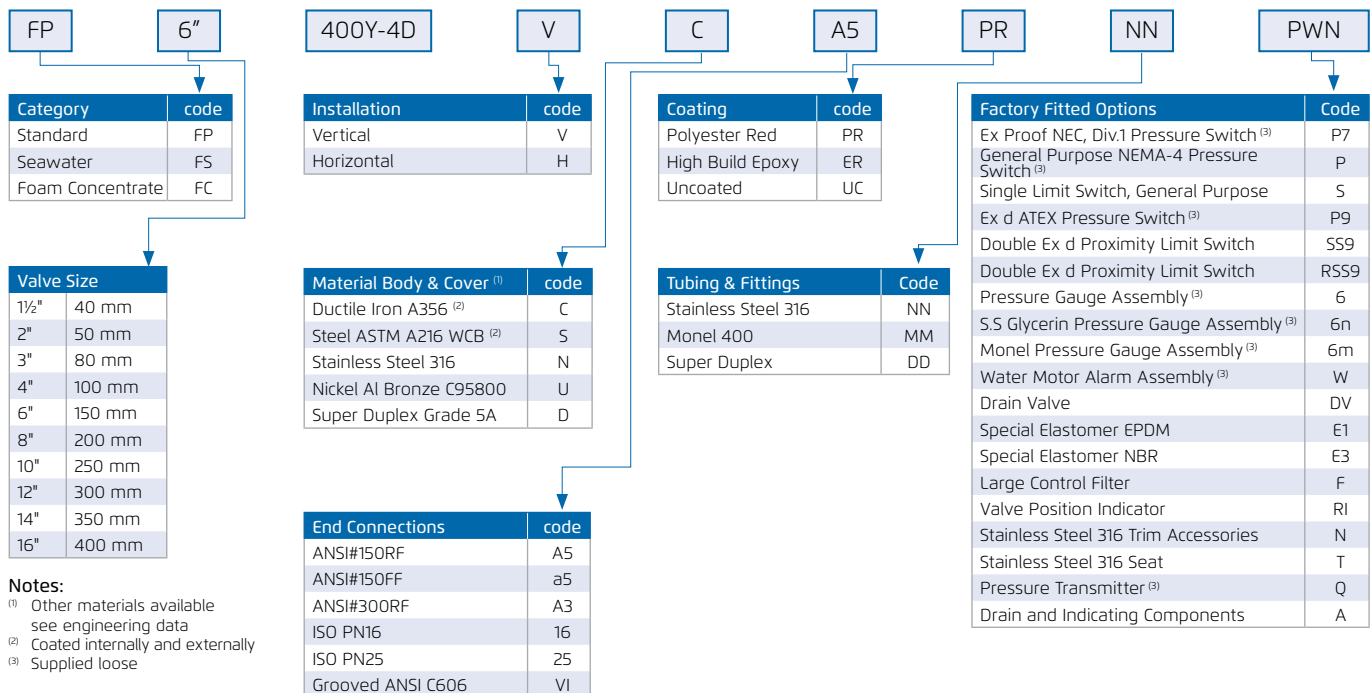 FP 6″ 400Y-4D V C A5 PR NN PWN
Category code
Standard FP
Seawater FS
Foam Concentrate FC
Valve Size
1½" 40 mm
2" 50 mm
3" 80 mm
4" 100 mm
6" 150 mm
8" 200 mm
10" 250 mm
12" 300 mm
14" 350 mm
16" 400 mm
Notes:
(1) Other materials available
see engineering data
(2) Coated internally and externally
(3) Supplied loose
Installation code
Vertical V
Horizontal H
Material Body & Cover (1) code
Ductile Iron A356 (2) C
Steel ASTM A216 WCB (2) S
Stainless Steel 316 N
Nickel Al Bronze C95800 U
Super Duplex Grade 5A D
End Connections code
ANSI#150RF A5
ANSI#150FF a5
ANSI#300RF A3
ISO PN16 16
ISO PN25 25
Grooved ANSI C606 VI
Coating code
Polyester Red PR
High Build Epoxy ER
Uncoated UC
Tubing & Fittings Code
Stainless Steel 316 NN
Monel 400 MM
Super Duplex DD
Factory Fitted Options Code
Ex Proof NEC, Div.1 Pressure Switch (3) P7
General Purpose NEMA-4 Pressure
Switch (3) P
Single Limit Switch, General Purpose S
Ex d ATEX Pressure Switch (3) P9
Double Ex d Proximity Limit Switch SS9
Double Ex d Proximity Limit Switch RSS9
Pressure Gauge Assembly (3) 6
S.S Glycerin Pressure Gauge Assembly (3) 6n
Monel Pressure Gauge Assembly (3) 6m
Water Motor Alarm Assembly (3) W
Drain Valve DV
Special Elastomer EPDM E1
Special Elastomer NBR E3
Large Control Filter F
Valve Position Indicator RI
Stainless Steel 316 Trim Accessories N
Stainless Steel 316 Seat T
Pressure Transmitter (3) Q
Drain and Indicating Components A